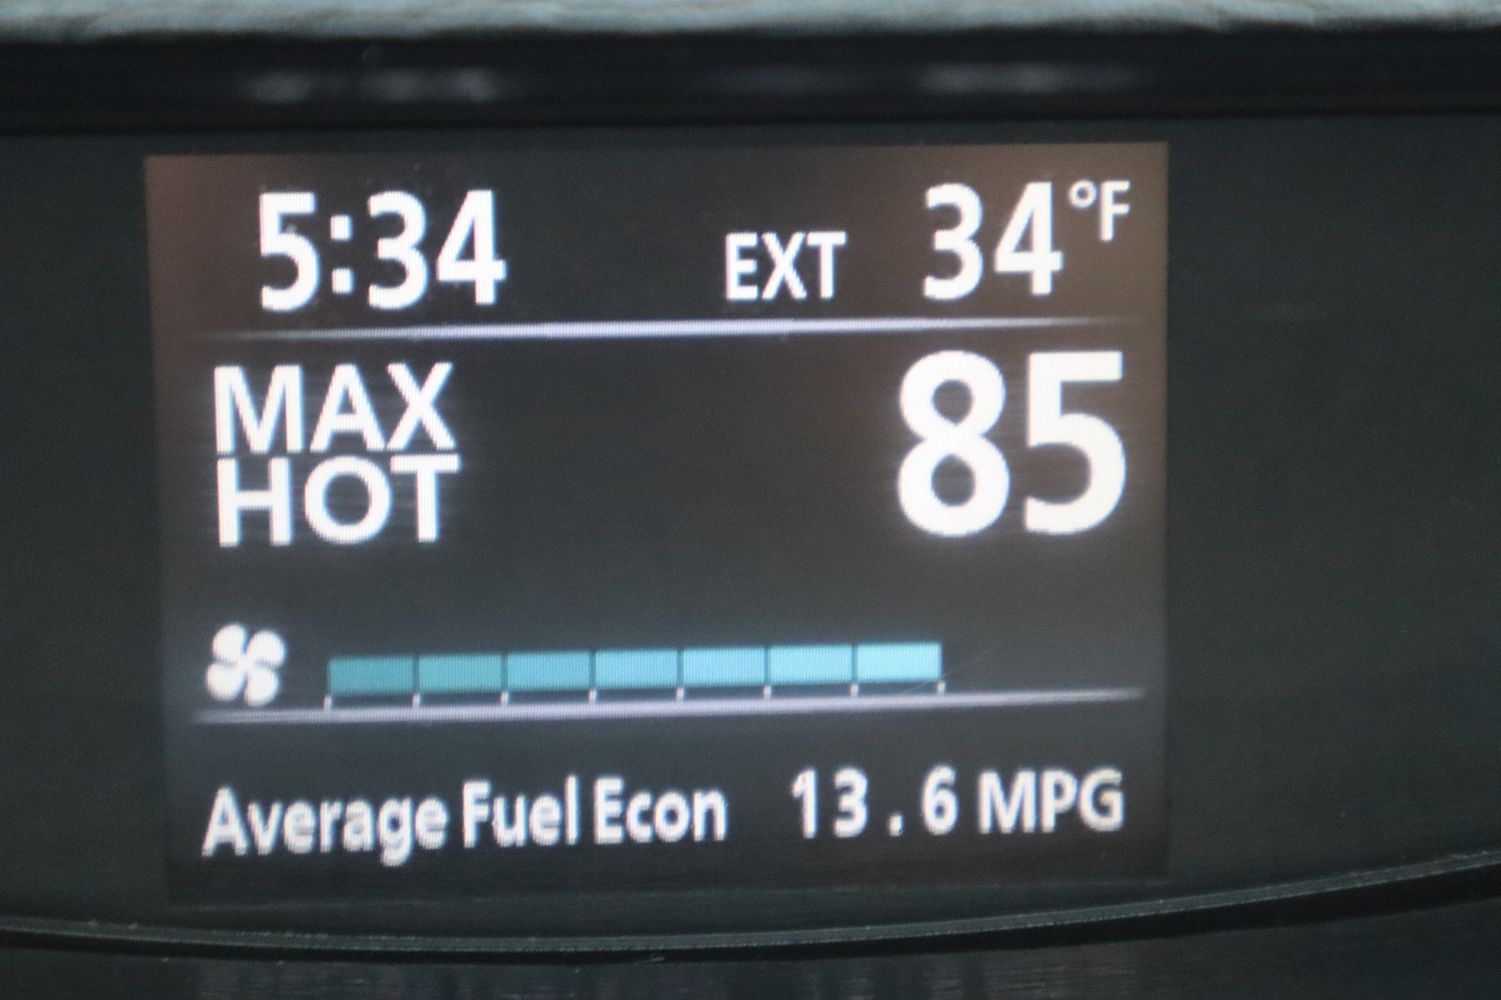 5:34 EXT 34°F
MAX 85
HOT
Average Fuel Econ 13.6 MPG